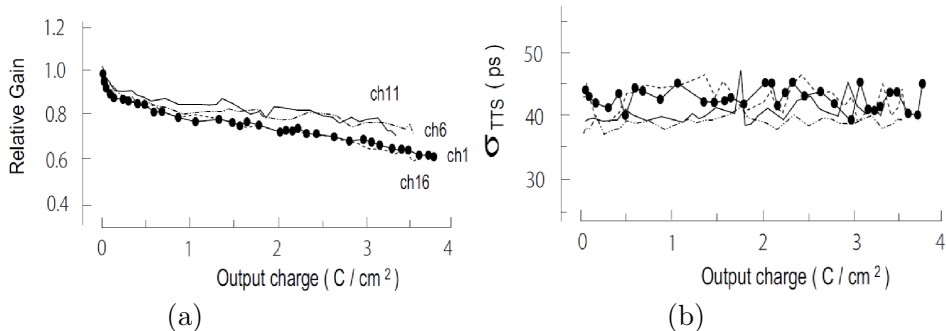 1.2
1.0
0.8
0.6
0.4
Relative Gain
ch11
ch6
ch1
ch16
0 1 2 3 4
Output charge ( C / cm 2 )
(a)
50
40
30
σ TTS ( ps )
0 1 2 3 4
Output charge ( C / cm 2 )
(b)